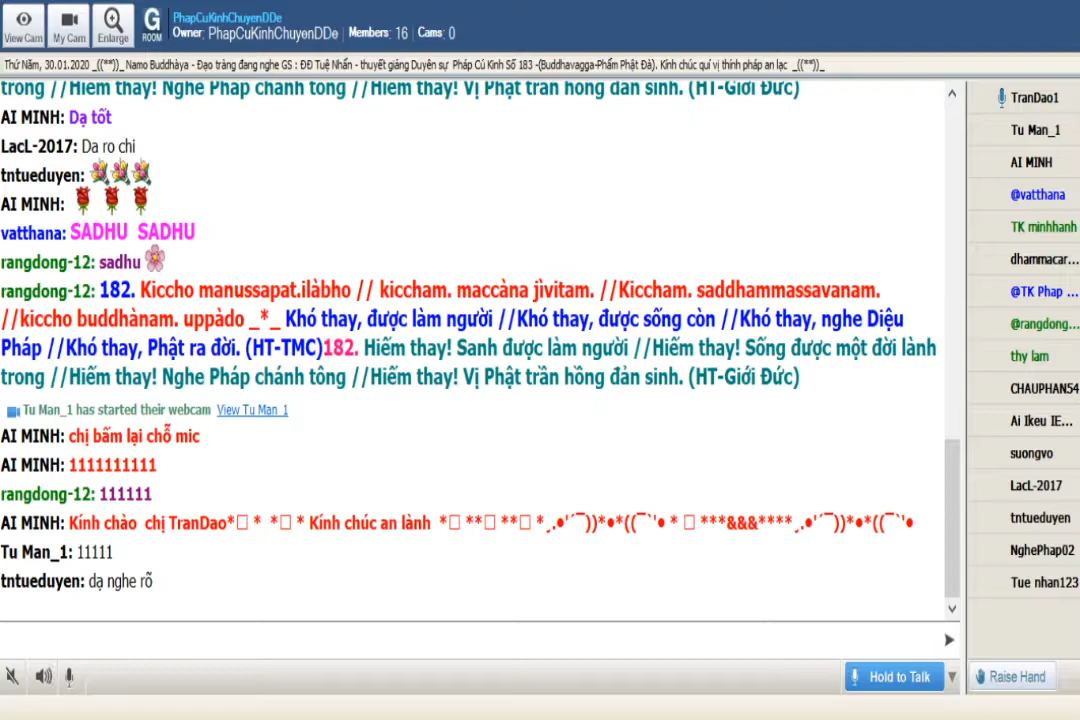 View Cam
My Cam
Enlarge
G
ROOM
PhapCuKinhChuyenDDe
Owner: PhapCuKinhChuyenDDe | Members: 16 | Cams: 0
Thứ Năm, 30.01.2020 _((**))_ Namo Buddhàya - Đạo tràng đang nghe GS : ĐĐ Tuệ Nhẫn - thuyết giảng Duyên sự Pháp Cú Kinh Số 183 -(Buddhavagga-Phẩm Phật Đà). Kính chúc quí vị thính pháp an lạc _((**))_
trong //Hiếm thay! Nghe Pháp chánh tông //Hiếm thay! Vị Phật trần hồng đản sinh. (HT-Giới Đức)
AI MINH: Dạ tốt
LacL-2017: Da ro chi
tntueduyen:
AI MINH:
vatthana: SADHU SADHU
rangdong-12: sadhu
rangdong-12: 182. Kiccho manussapat.ilàbho // kiccham. maccàna jìvitam. //Kiccham. saddhammassavanam.
//kiccho buddhànam. uppàdo _*_ Khó thay, được làm người //Khó thay, được sống còn //Khó thay, nghe Diệu
Pháp //Khó thay, Phật ra đời. (HT-TMC)182. Hiếm thay! Sanh được làm người //Hiếm thay! Sống được một đời lành
trong //Hiếm thay! Nghe Pháp chánh tông //Hiếm thay! Vị Phật trần hồng đản sinh. (HT-Giới Đức)
Tu Man_1 has started their webcam View Tu Man_1
AI MINH: chị bấm lại chỗ mic
AI MINH: 1111111111
rangdong-12: 111111
AI MINH: Kính chào chị TranDao*□ * *□ * Kính chúc an lành *□ **□ **□ *¸.•'´¯))*•*((¯`'• * □ ***&&&****¸.•'´¯))*•*((¯`'•
Tu Man_1: 11111
tntueduyen: dạ nghe rõ
Hold to Talk
TranDao1
Tu Man_1
AI MINH
@vatthana
TK minhhanh
dhammacar...
@TK Phap ...
@rangdong...
thy lam
CHAUPHAN54
Ai Ikeu IE...
suongvo
LacL-2017
tntueduyen
NghePhap02
Tue nhan123
Raise Hand